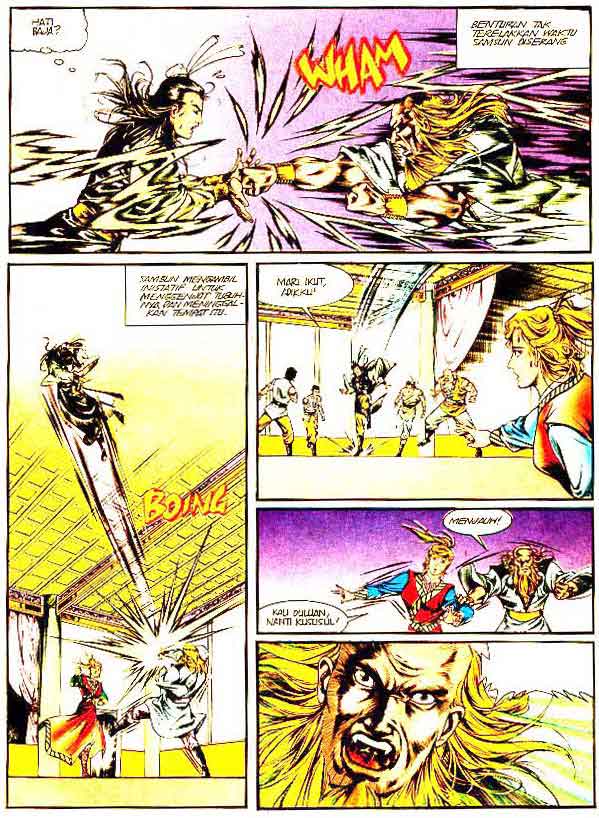 HATI
BAJA?
WHAM
BENTURAN TAK
TERELAKKAN WAKTU
SAMSUN DISERANG
SAMSUN MENGAMBIL
INISIATIF UNTUK
MENGGENJOT TUBUH-
NYA, DAN MENINGGAL-
KAN TEMPAT ITU.
BOING
MARI IKUT,
ADIKKU!
MENJAUH!
KAU DULUAN,
NANTI KUSUSUL!